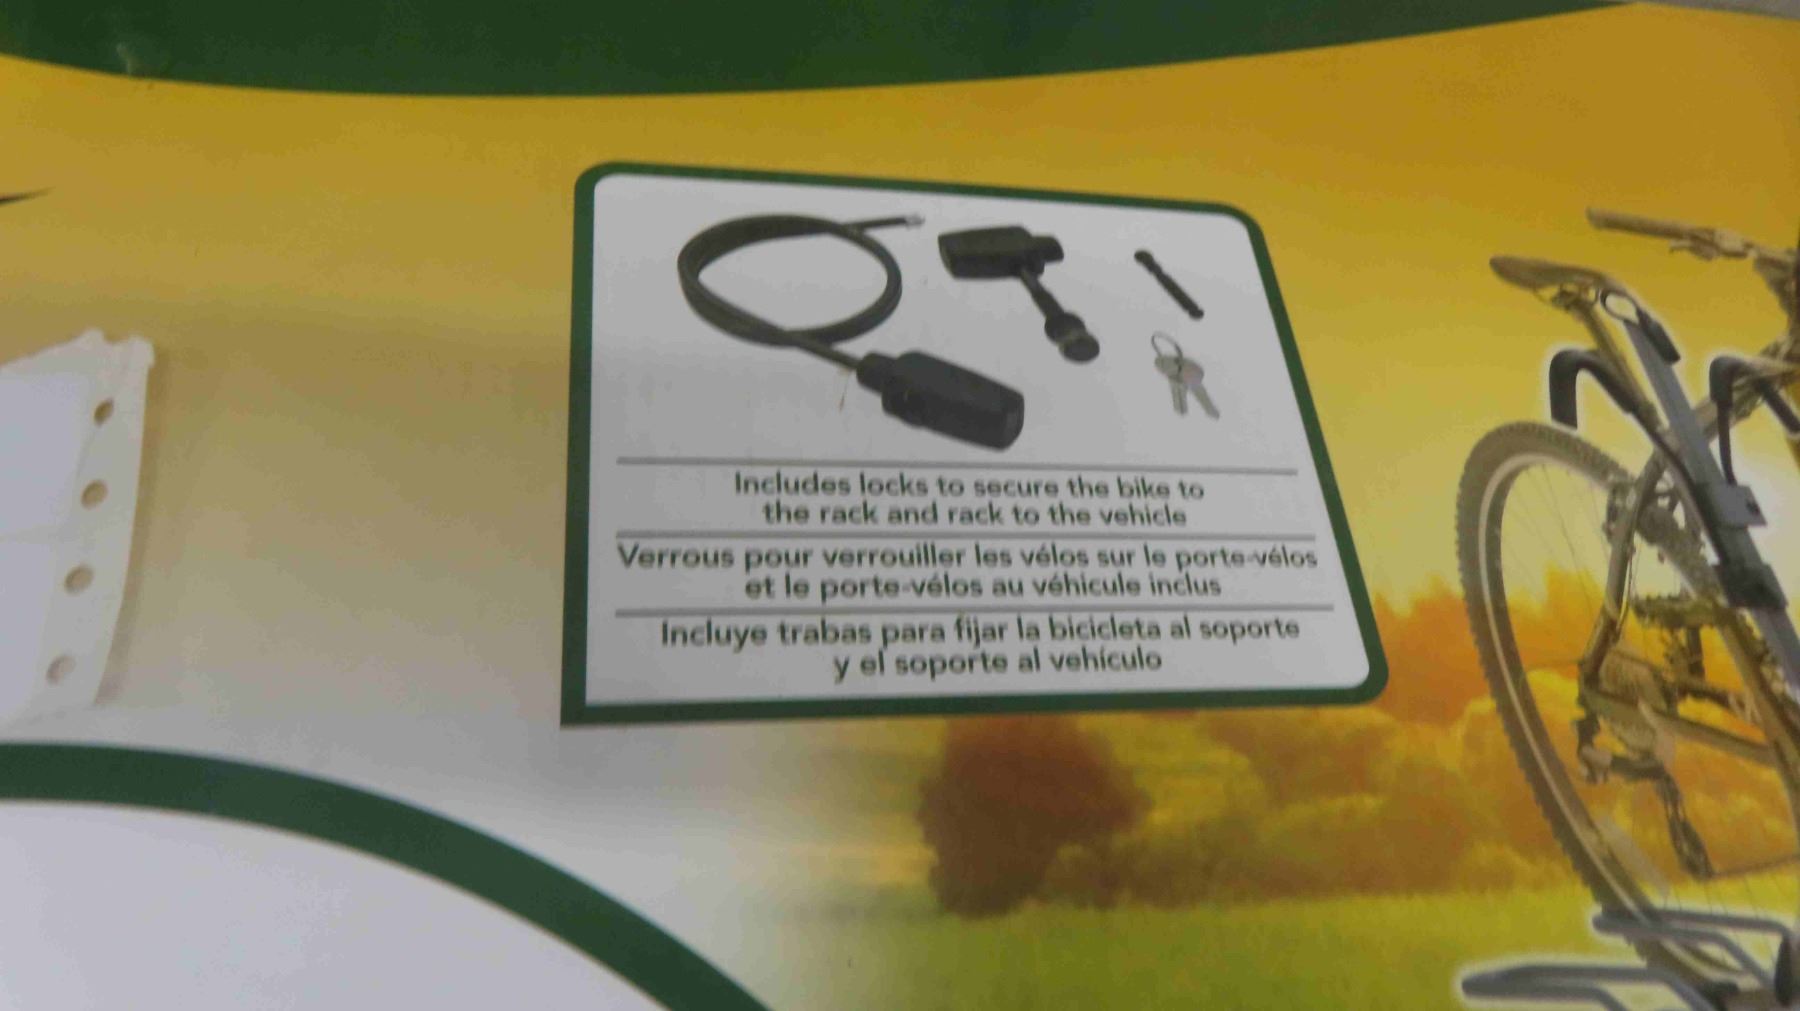 Includes locks to secure the bike to
the rack and rack to the vehicle
Verrous pour verrouiller les vélos sur le porte-vélos
et le porte-vélos au véhicule inclus
Incluye trabas para fijar la bicicleta al soporte
y el soporte al vehículo